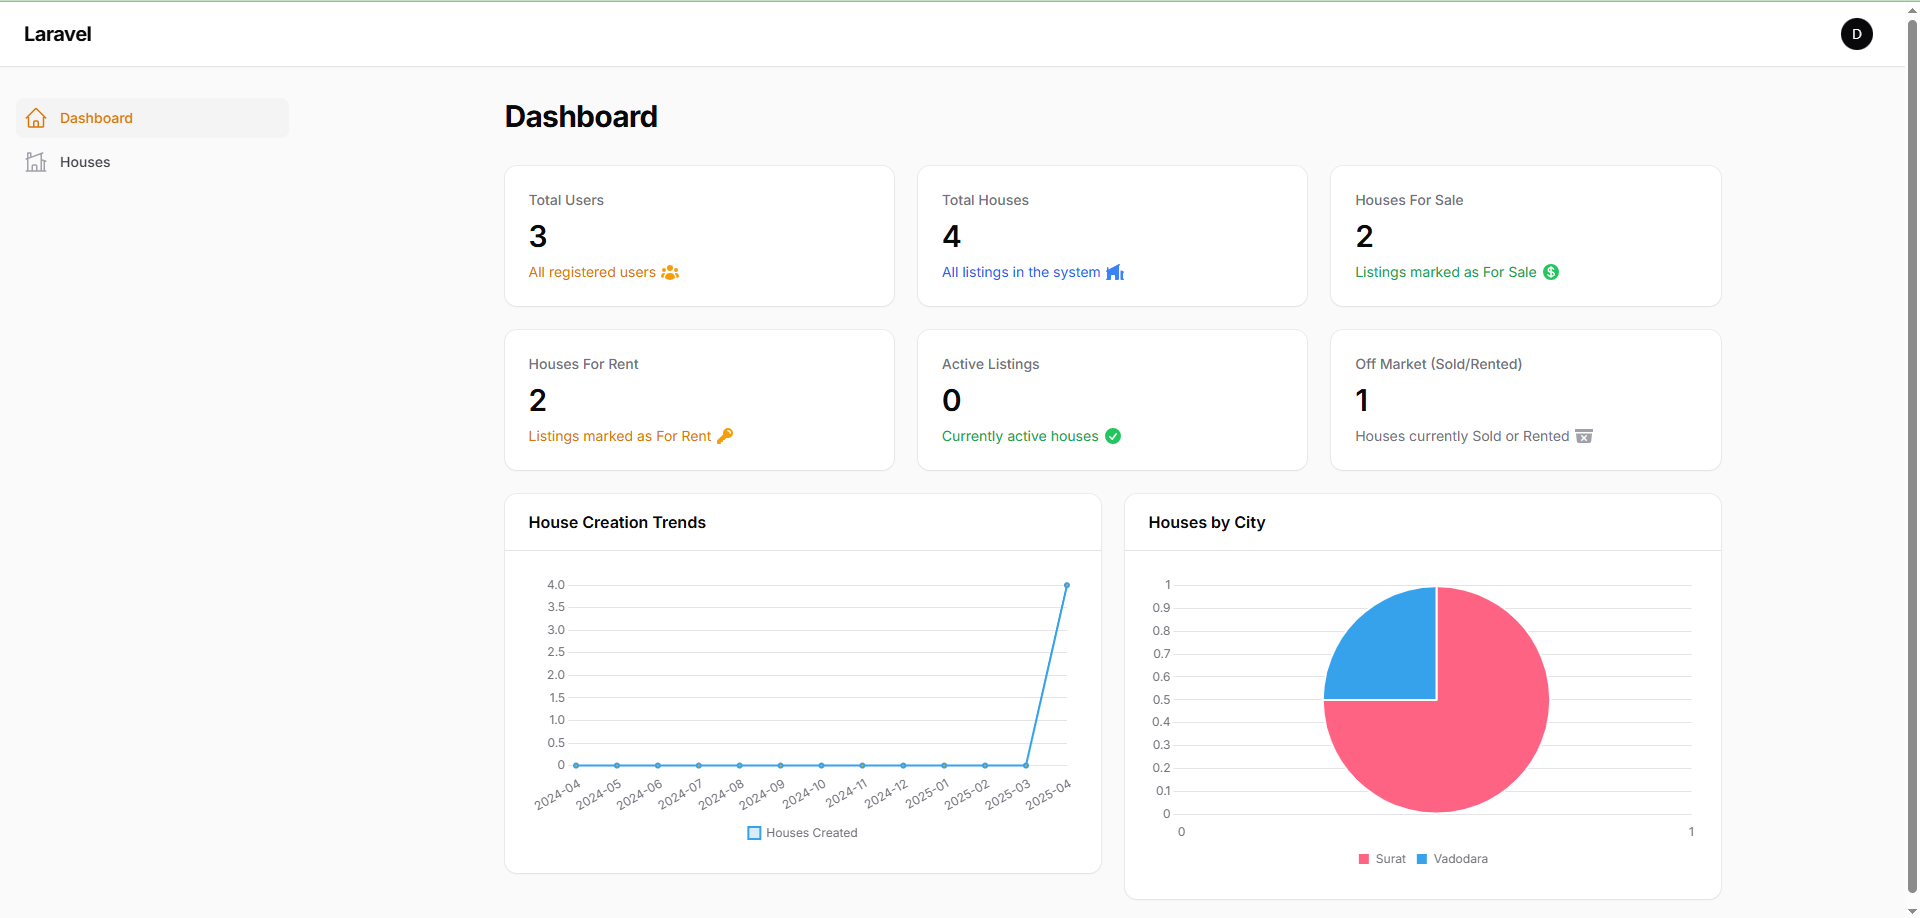 Laravel
D
Dashboard
Houses
Dashboard
Total Users
3
All registered users
Total Houses
4
All listings in the system
Houses For Sale
2
Listings marked as For Sale
Houses For Rent
2
Listings marked as For Rent
Active Listings
0
Currently active houses
Off Market (Sold/Rented)
1
Houses currently Sold or Rented
House Creation Trends
4.0
3.5
3.0
2.5
2.0
1.5
1.0
0.5
0
2024-04 2024-05 2024-06 2024-07 2024-08 2024-09 2024-10 2024-11 2024-12 2025-01 2025-02 2025-03 2025-04
Houses Created
Houses by City
1
0.9
0.8
0.7
0.6
0.5
0.4
0.3
0.2
0.1
0
0 1
Surat Vadodara